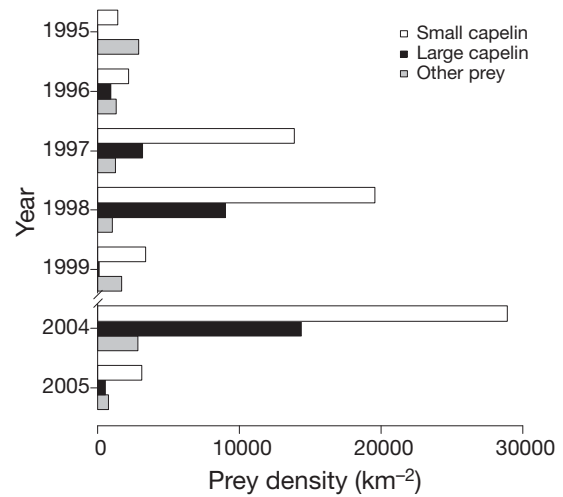 Small capelin
Large capelin
Other prey
Year
1995
1996
1997
1998
1999
2004
2005
0 10000 20000 30000
Prey density (km⁻²)